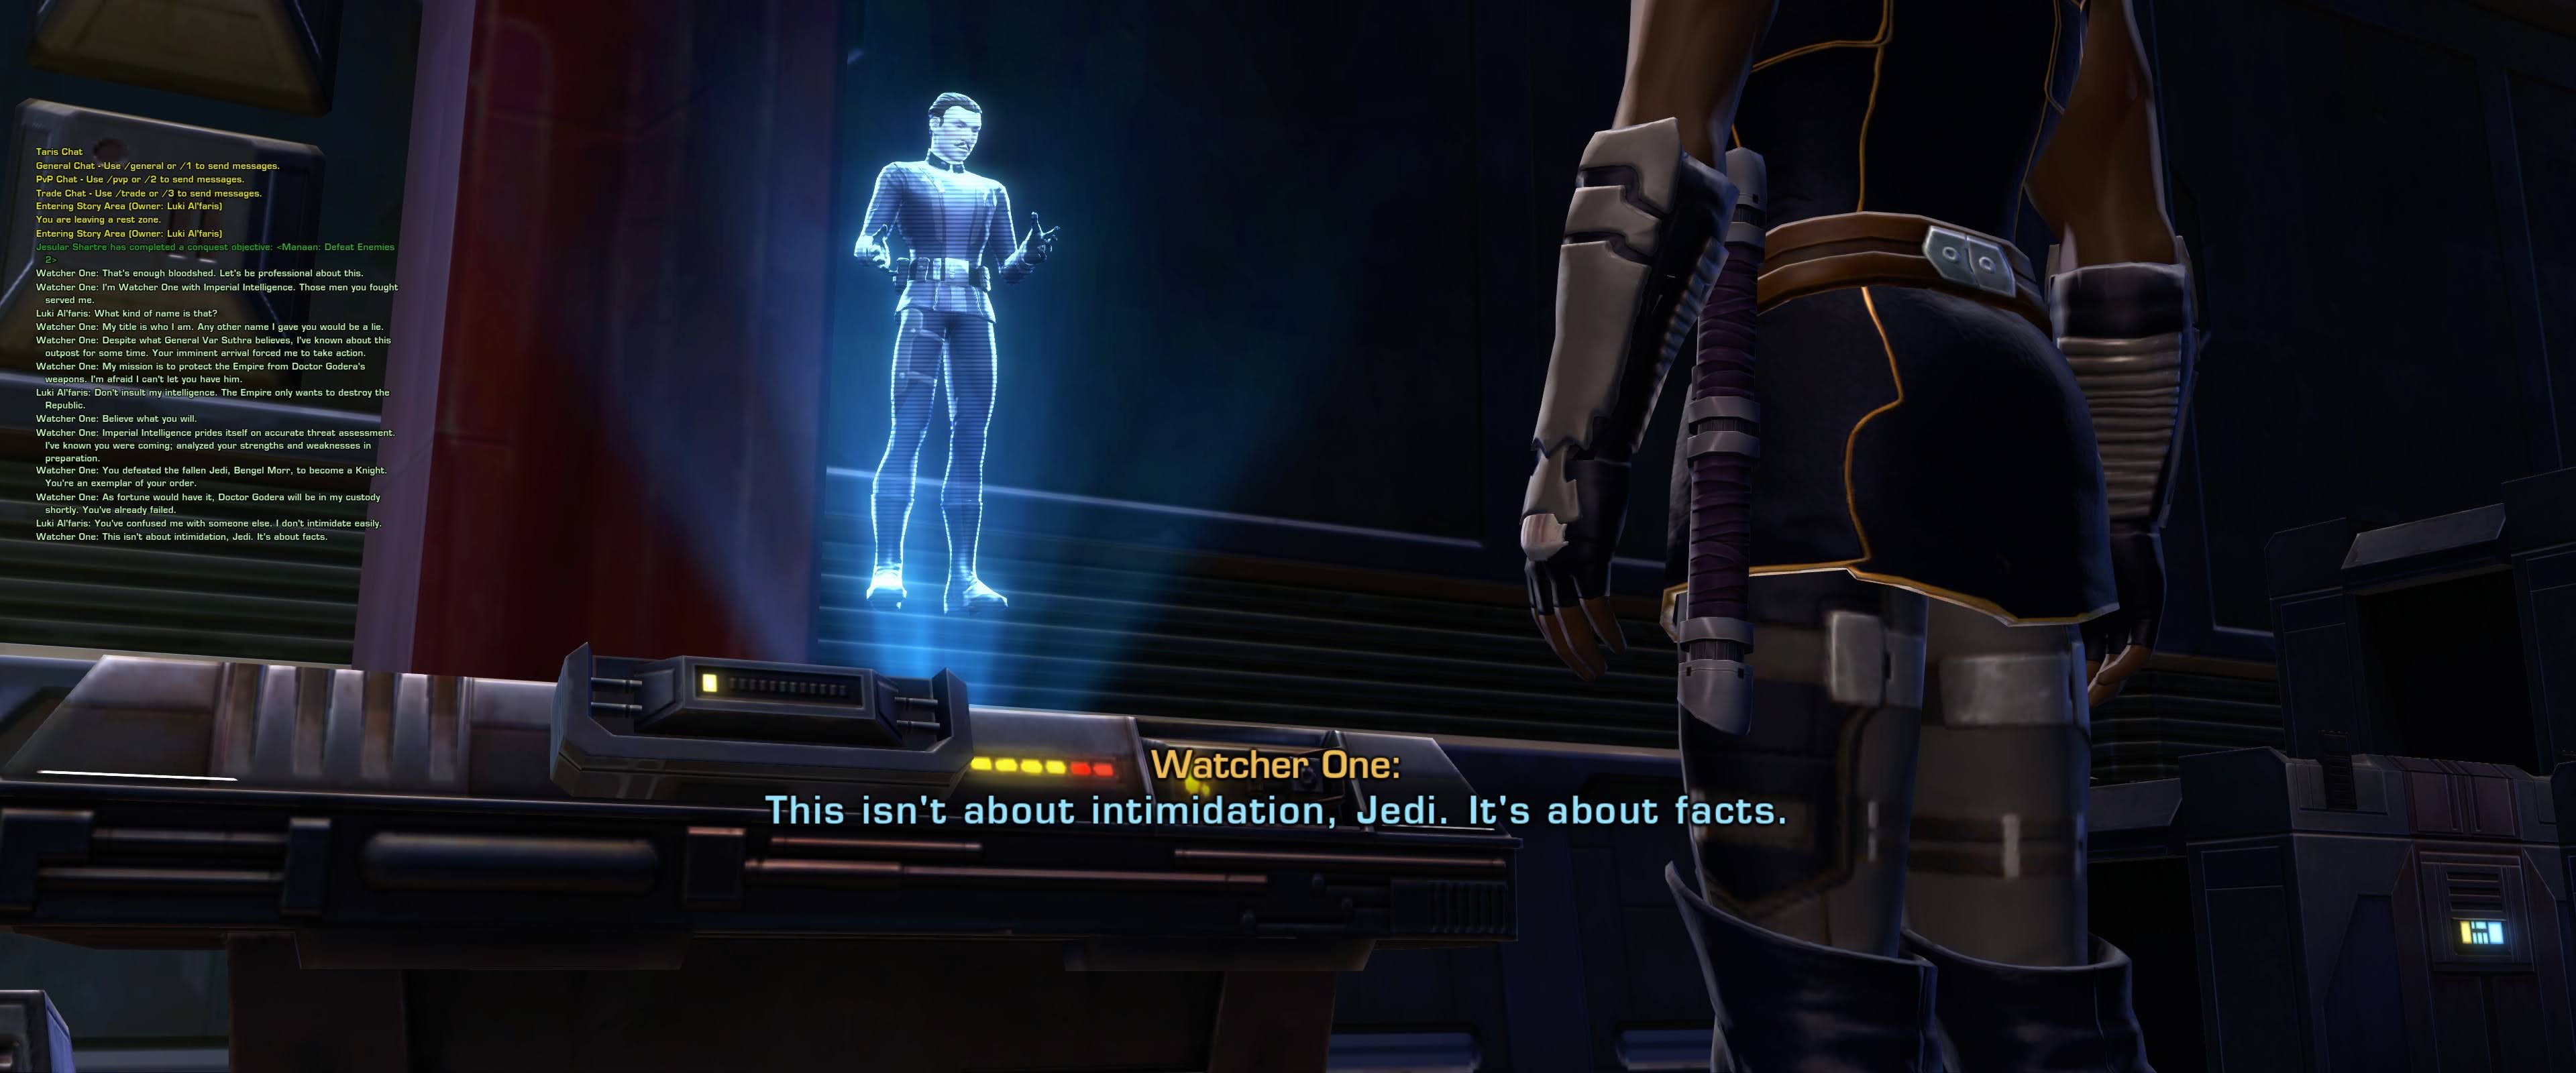 Taris Chat
General Chat - Use /general or /1 to send messages.
PvP Chat - Use /pvp or /2 to send messages.
Trade Chat - Use /trade or /3 to send messages.
Entering Story Area (Owner: Luki Al'faris)
You are leaving a rest zone.
Entering Story Area (Owner: Luki Al'faris)
Jesular Shartre has completed a conquest objective: <Manaan: Defeat Enemies
2>
Watcher One: That's enough bloodshed. Let's be professional about this.
Watcher One: I'm Watcher One with Imperial Intelligence. Those men you fought
served me.
Luki Al'faris: What kind of name is that?
Watcher One: My title is who I am. Any other name I gave you would be a lie.
Watcher One: Despite what General Var Suthra believes, I've known about this
outpost for some time. Your imminent arrival forced me to take action.
Watcher One: My mission is to protect the Empire from Doctor Godera's
weapons. I'm afraid I can't let you have him.
Luki Al'faris: Don't insult my intelligence. The Empire only wants to destroy the
Republic.
Watcher One: Believe what you will.
Watcher One: Imperial Intelligence prides itself on accurate threat assessment.
I've known you were coming; analyzed your strengths and weaknesses in
preparation.
Watcher One: You defeated the fallen Jedi, Bengel Morr, to become a Knight.
You're an exemplar of your order.
Watcher One: As fortune would have it, Doctor Godera will be in my custody
shortly. You've already failed.
Luki Al'faris: You've confused me with someone else. I don't intimidate easily.
Watcher One: This isn't about intimidation, Jedi. It's about facts.
Watcher One:
This isn't about intimidation, Jedi. It's about facts.